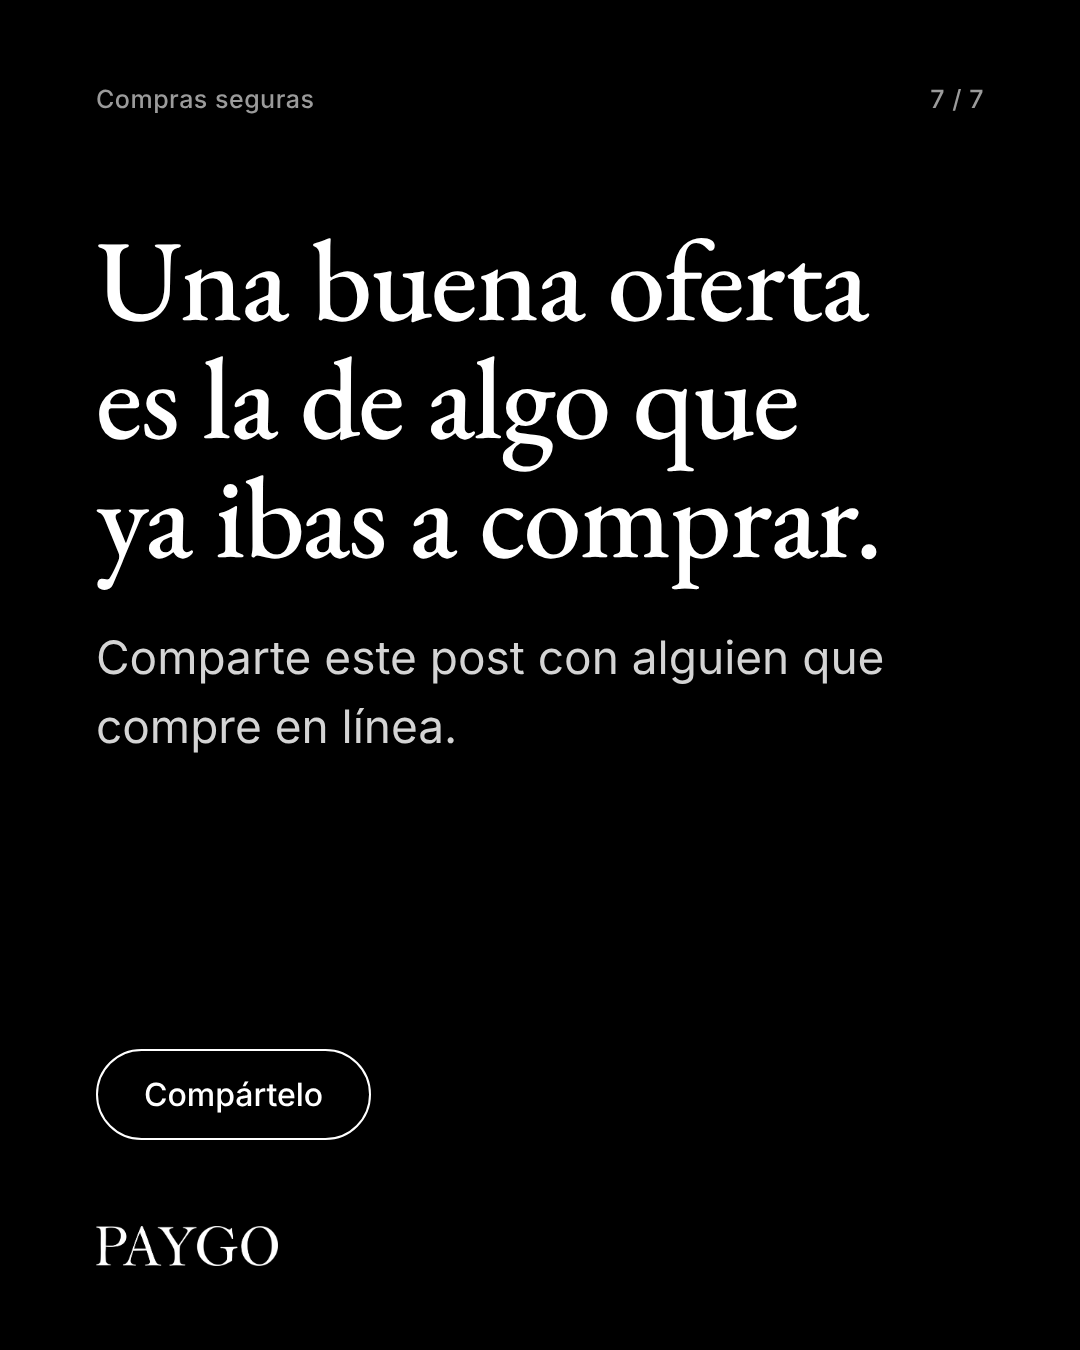 Compras seguras
7 / 7
Una buena oferta
es la de algo que
ya ibas a comprar.
Comparte este post con alguien que
compre en línea.
Compártelo
PAYGO